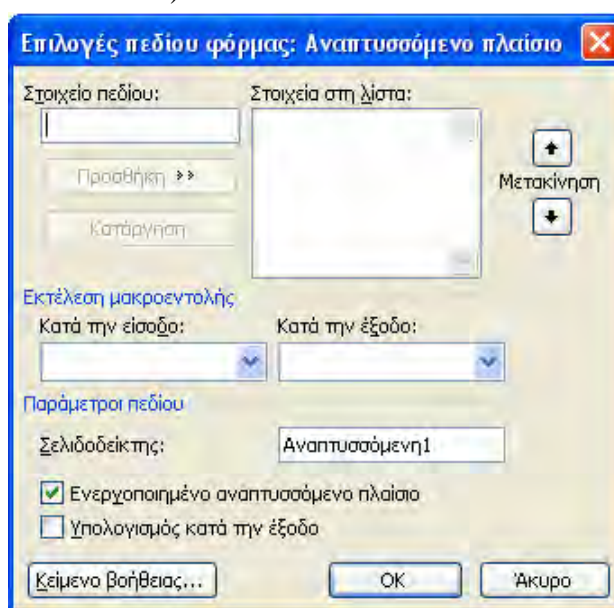 )
Επιλογές πεδίου φόρμας: Αναπτυσσόμενο πλαίσιο
Στοιχείο πεδίου: Στοιχεία στη λίστα:
Προσθήκη
Μετακίνηση
Κατάργηση
Εκτέλεση μακροεντολής
Κατά την είσοδο: Κατά την έξοδο:
Παράμετροι πεδίου
Σελιδοδείκτης: Αναπτυσσόμενη1
Ενεργοποιημένο αναπτυσσόμενο πλαίσιο
Υπολογισμός κατά την έξοδο
Κείμενο βοήθειας... OK Άκυρο